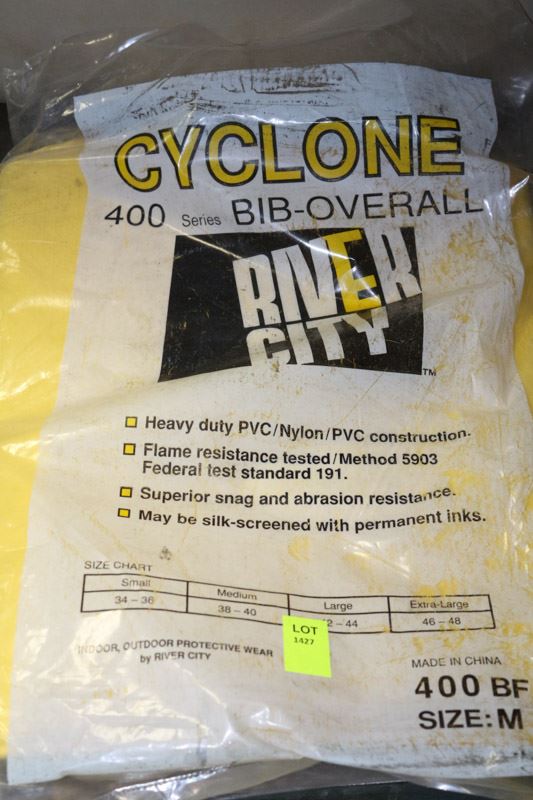 CYCLONE
400 Series BIB-OVERALL
RIVER
CITY
TM
Heavy duty PVC/Nylon/PVC construction.
Flame resistance tested/Method 5903
Federal test standard 191.
Superior snag and abrasion resistance.
May be silk-screened with permanent inks.
SIZE CHART
Small Medium Large Extra-Large
34 – 36 38 – 40 2 – 44 46 – 48
LOT
1427
INDOOR, OUTDOOR PROTECTIVE WEAR
by RIVER CITY
MADE IN CHINA
400 BF
SIZE: M